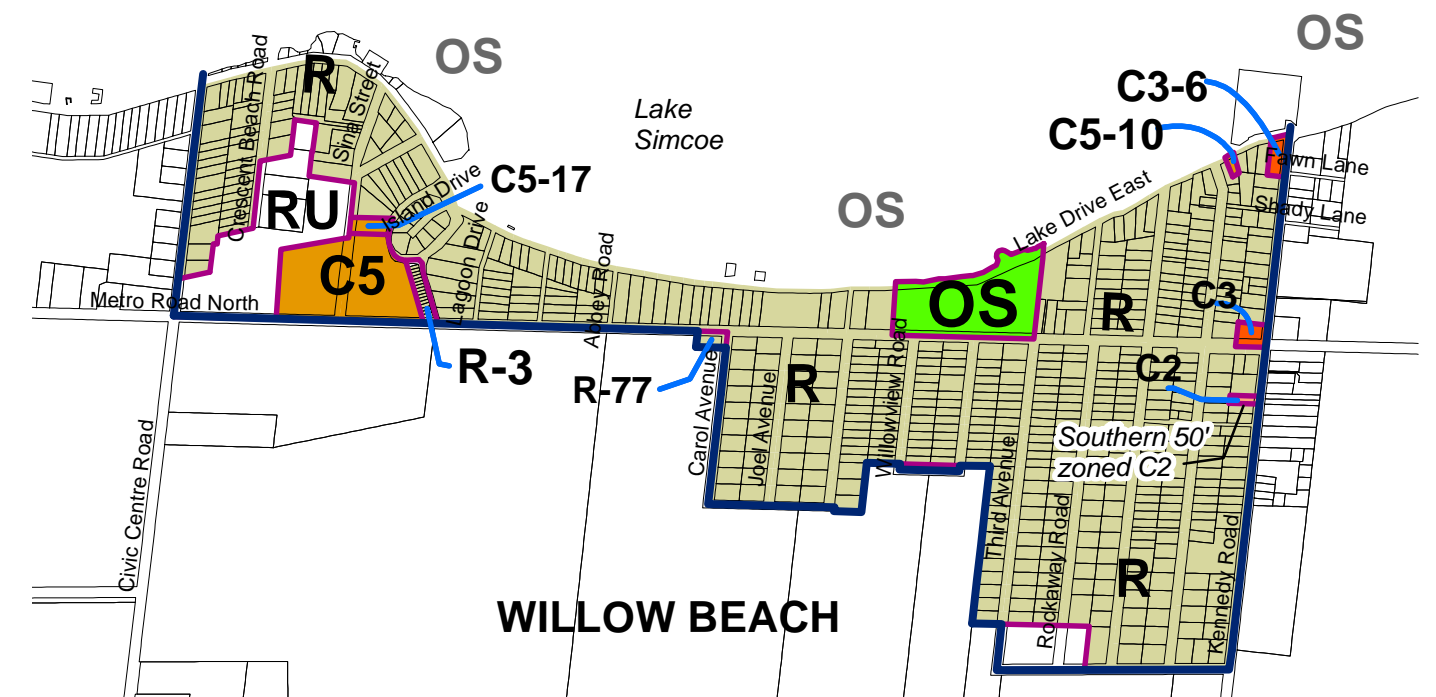 OS
OS
R
Crescent Beach Road
Sina Street
Lake
Simcoe
C3-6
C5-10
Fawn Lane
Shady Lane
C5-17
Island Drive
RU
OS
Lake Drive East
Lagoon Drive
Abbey Road
C5
Metro Road North
OS
R
C3
R-3
R-77
Carol Avenue
Joel Avenue
R
Willowview Road
C2
Southern 50'
zoned C2
Civic Centre Road
Third Avenue
Rockaway Road
R
Kennedy Road
WILLOW BEACH